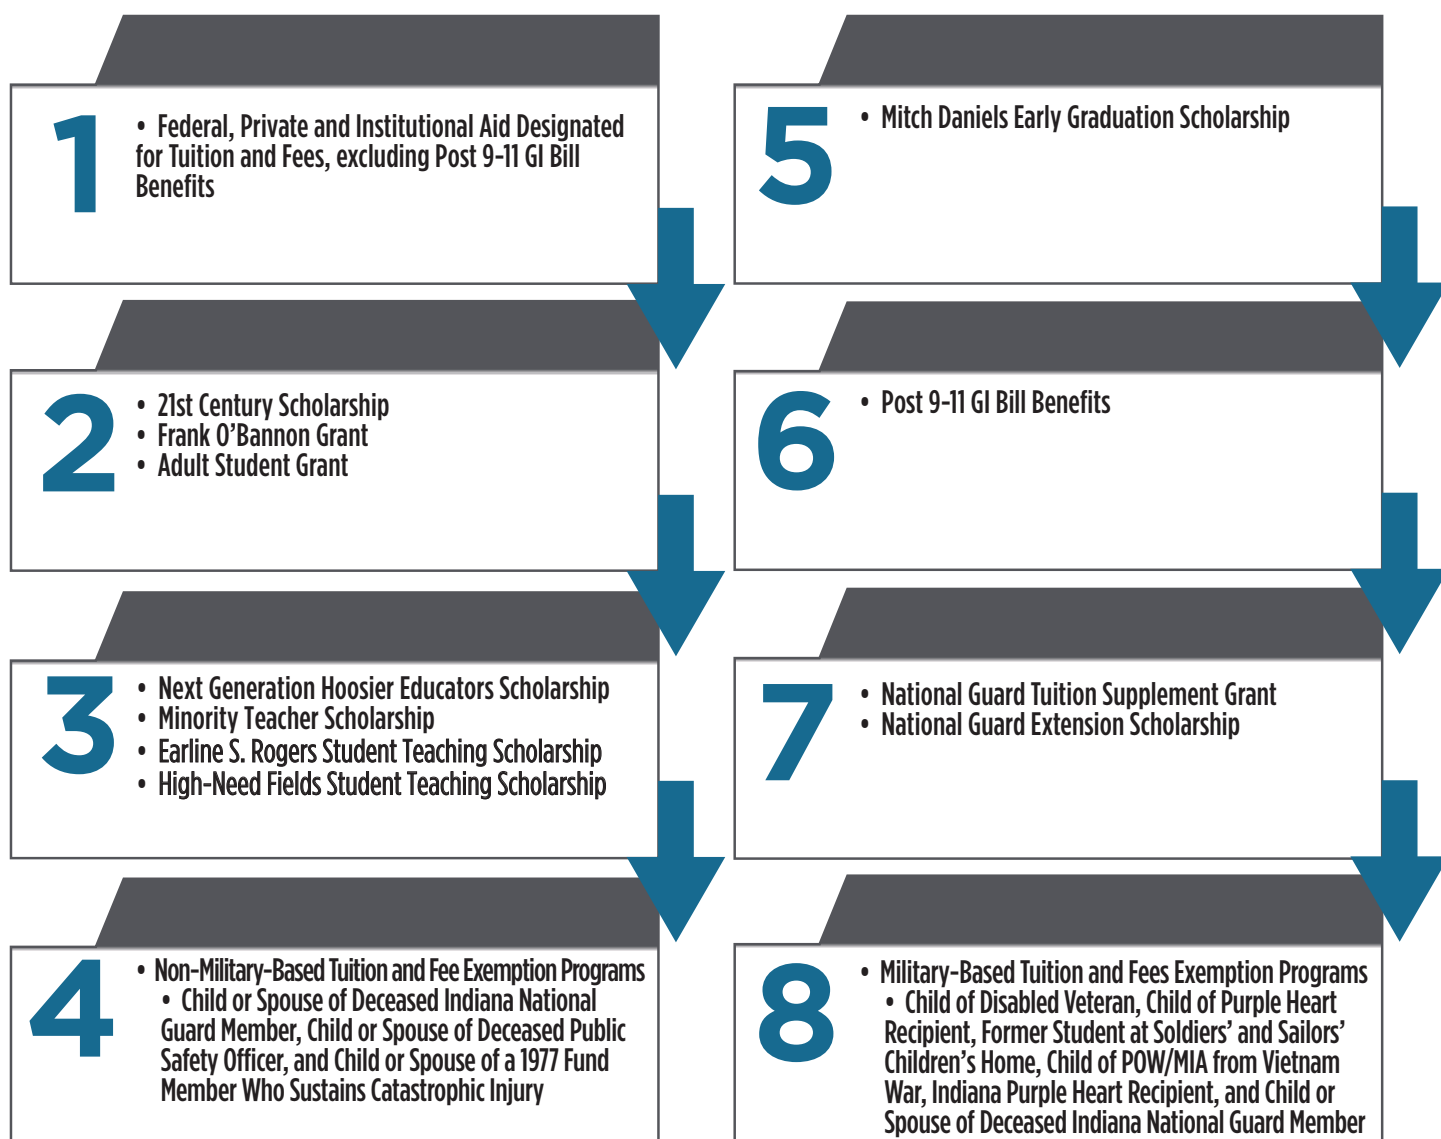 1
• Federal, Private and Institutional Aid Designated
for Tuition and Fees, excluding Post 9-11 GI Bill
Benefits
2
• 21st Century Scholarship
• Frank O’Bannon Grant
• Adult Student Grant
3
• Next Generation Hoosier Educators Scholarship
• Minority Teacher Scholarship
• Earline S. Rogers Student Teaching Scholarship
• High-Need Fields Student Teaching Scholarship
4
• Non-Military-Based Tuition and Fee Exemption Programs
• Child or Spouse of Deceased Indiana National
Guard Member, Child or Spouse of Deceased Public
Safety Officer, and Child or Spouse of a 1977 Fund
Member Who Sustains Catastrophic Injury
5
• Mitch Daniels Early Graduation Scholarship
6
• Post 9-11 GI Bill Benefits
7
• National Guard Tuition Supplement Grant
• National Guard Extension Scholarship
8
• Military-Based Tuition and Fees Exemption Programs
• Child of Disabled Veteran, Child of Purple Heart
Recipient, Former Student at Soldiers’ and Sailors’
Children’s Home, Child of POW/MIA from Vietnam
War, Indiana Purple Heart Recipient, and Child or
Spouse of Deceased Indiana National Guard Member